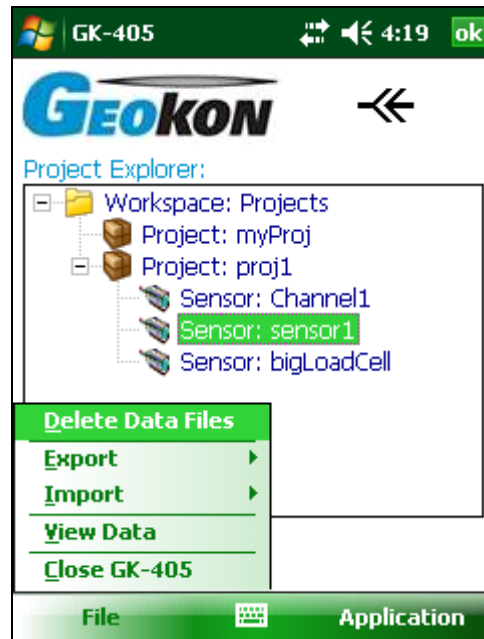 GK-405 4:19 ok
GEOKON
Project Explorer:
Workspace: Projects
Project: myProj
Project: proj1
Sensor: Channel1
Sensor: sensor1
Sensor: bigLoadCell
Delete Data Files
Export
Import
View Data
Close GK-405
File Application